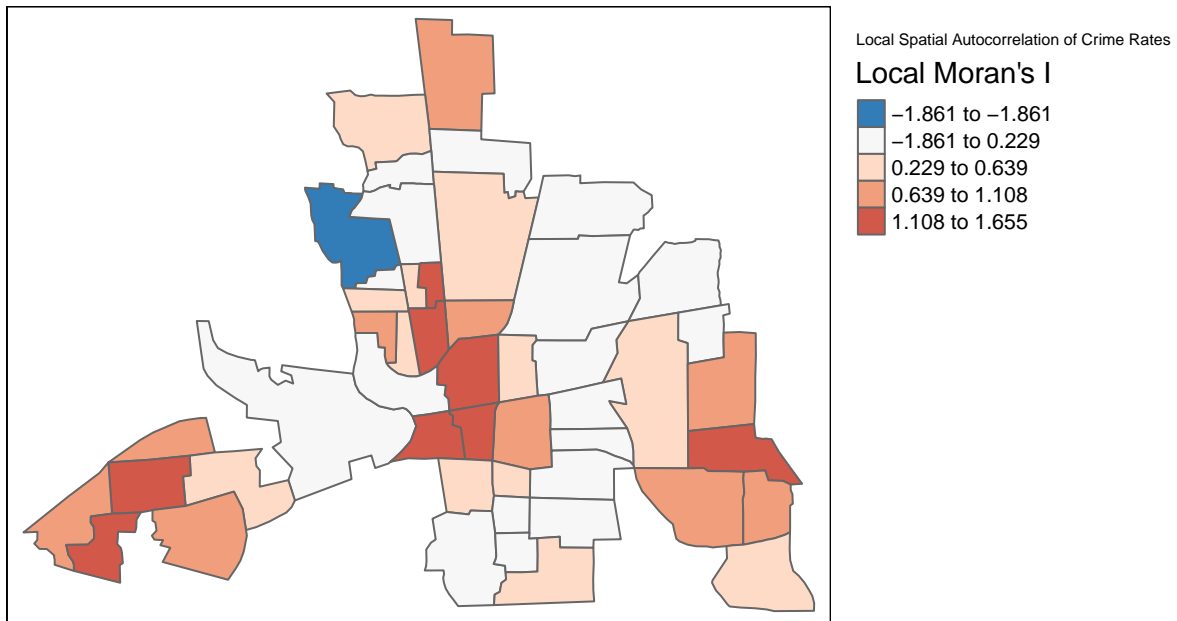 Local Spatial Autocorrelation of Crime Rates
Local Moran's I
−1.861 to −1.861
−1.861 to 0.229
0.229 to 0.639
0.639 to 1.108
1.108 to 1.655